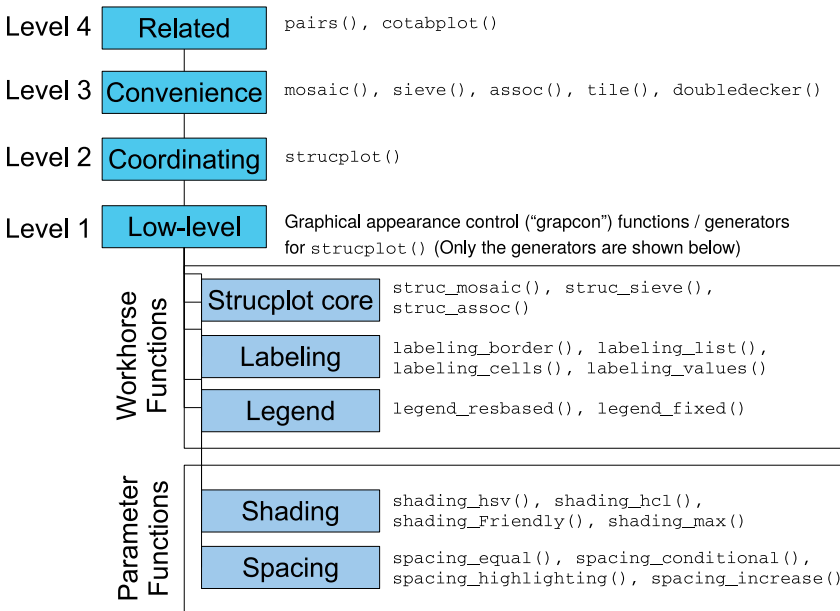 Level 4 Related pairs(), cotabplot()
Level 3 Convenience mosaic(), sieve(), assoc(), tile(), doubledecker()
Level 2 Coordinating strucplot()
Level 1 Low-level Graphical appearance control (“grapcon”) functions / generators
for strucplot() (Only the generators are shown below)
Workhorse
Functions
Strucplot core struc_mosaic(), struc_sieve(),
struc_assoc()
Labeling labeling_border(), labeling_list(),
labeling_cells(), labeling_values()
Legend legend_resbased(), legend_fixed()
Parameter
Functions
Shading shading_hsv(), shading_hcl(),
shading_Friendly(), shading_max()
Spacing spacing_equal(), spacing_conditional(),
spacing_highlighting(), spacing_increase()